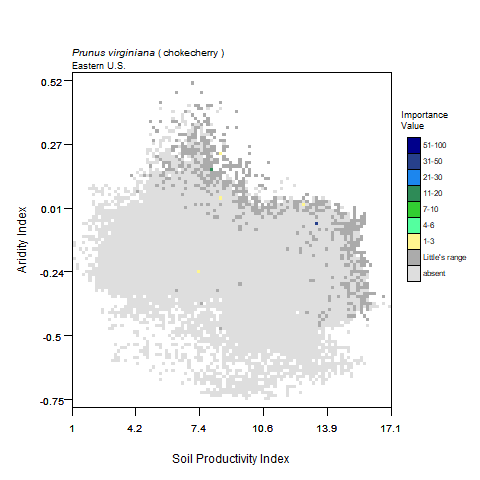 Prunus virginiana ( chokecherry )
Eastern U.S.
Importance
Value
51-100
31-50
21-30
11-20
7-10
4-6
1-3
Little's range
absent
Aridity Index
0.52
0.27
0.01
-0.24
-0.5
-0.75
1
4.2
7.4
10.6
13.9
17.1
Soil Productivity Index